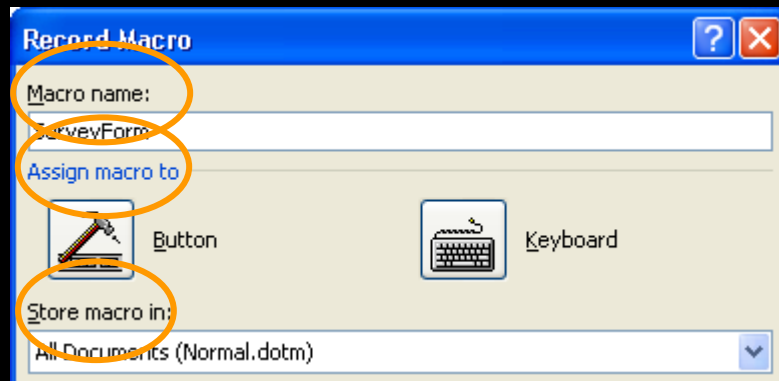 Record Macro
Macro name:
SurveyForm
Assign macro to
Button Keyboard
Store macro in:
All Documents (Normal.dotm)